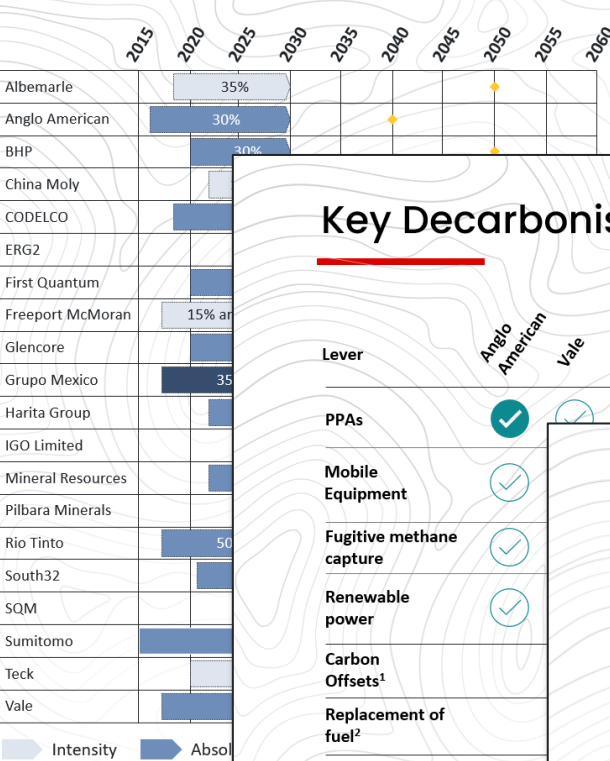 2015 2020 2025 2030 2035 2040 2045 2050 2055 2060
Albemarle 35%
Anglo American 30%
BHP 30%
China Moly
CODELCO
ERG2
First Quantum
Freeport McMoran 15%
Glencore
Grupo Mexico 35
Harita Group
IGO Limited
Mineral Resources
Pilbara Minerals
Rio Tinto 50
South32
SQM
Sumitomo
Teck
Vale
Intensity Absol
Key Decarbonis
Lever
Anglo
American
Vale
PPAs
Mobile
Equipment
Fugitive methane
capture
Renewable
power
Carbon
Offsets¹
Replacement of
fuel²